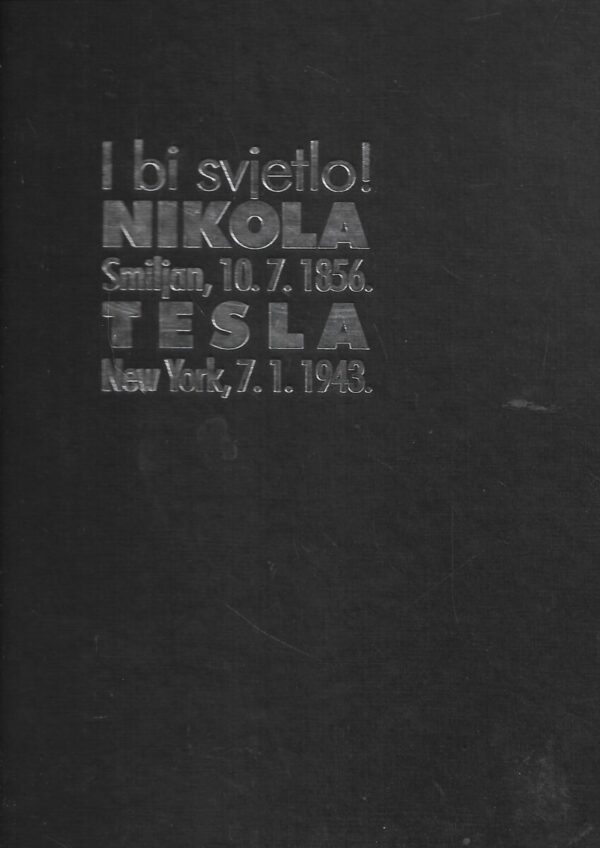 I bi svjetlo!
NIKOLA
Smiljan, 10. 7. 1856.
TESLA
New York, 7. 1. 1943.